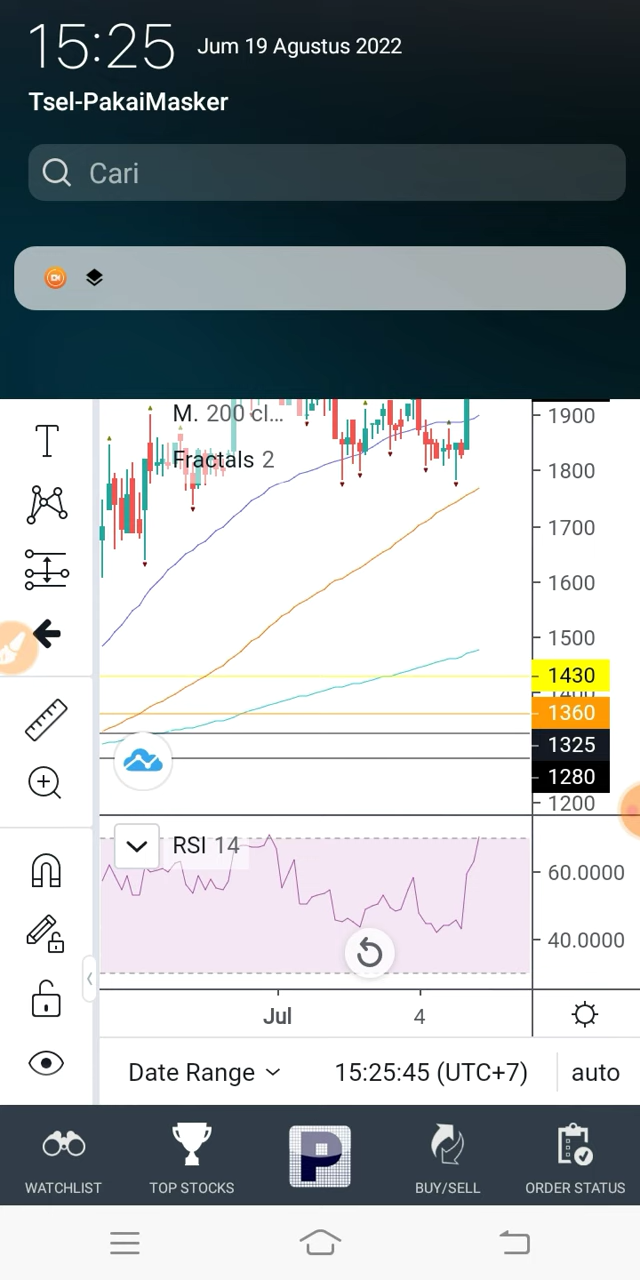 15:25 Jum 19 Agustus 2022
Tsel-PakaiMasker
Cari
M. 200 cl...
Fractals 2
1900
1800
1700
1600
1500
1430
1400
1360
1325
1280
1200
RSI 14
60.0000
40.0000
Jul 4
Date Range 15:25:45 (UTC+7) auto
P
WATCHLIST TOP STOCKS BUY/SELL ORDER STATUS